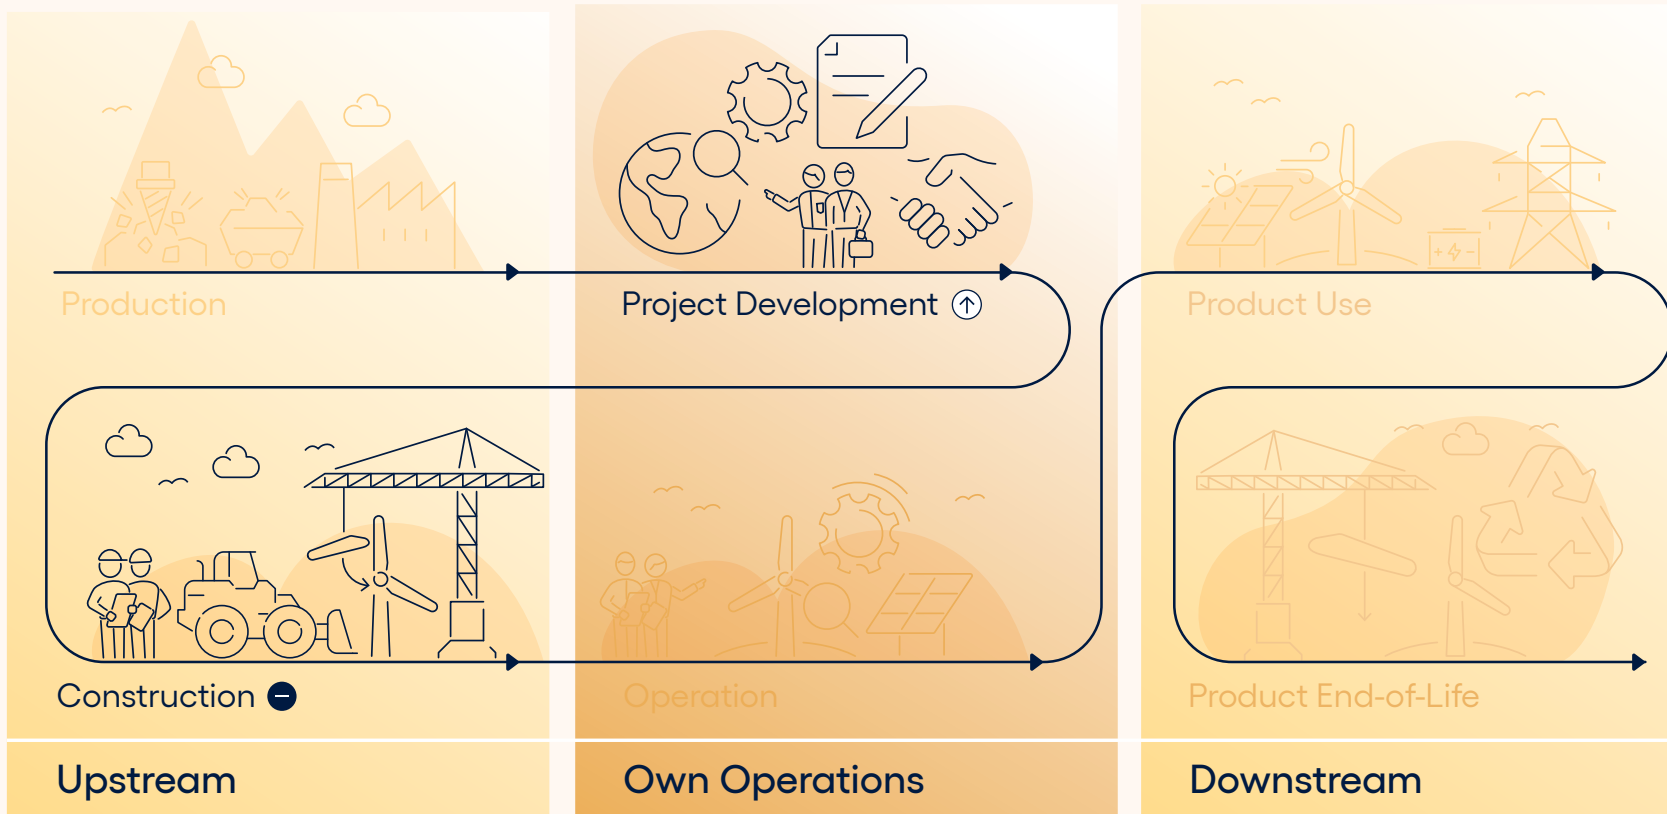 Production
Project Development
Product Use
Construction
Operation
Product End-of-Life
Upstream
Own Operations
Downstream